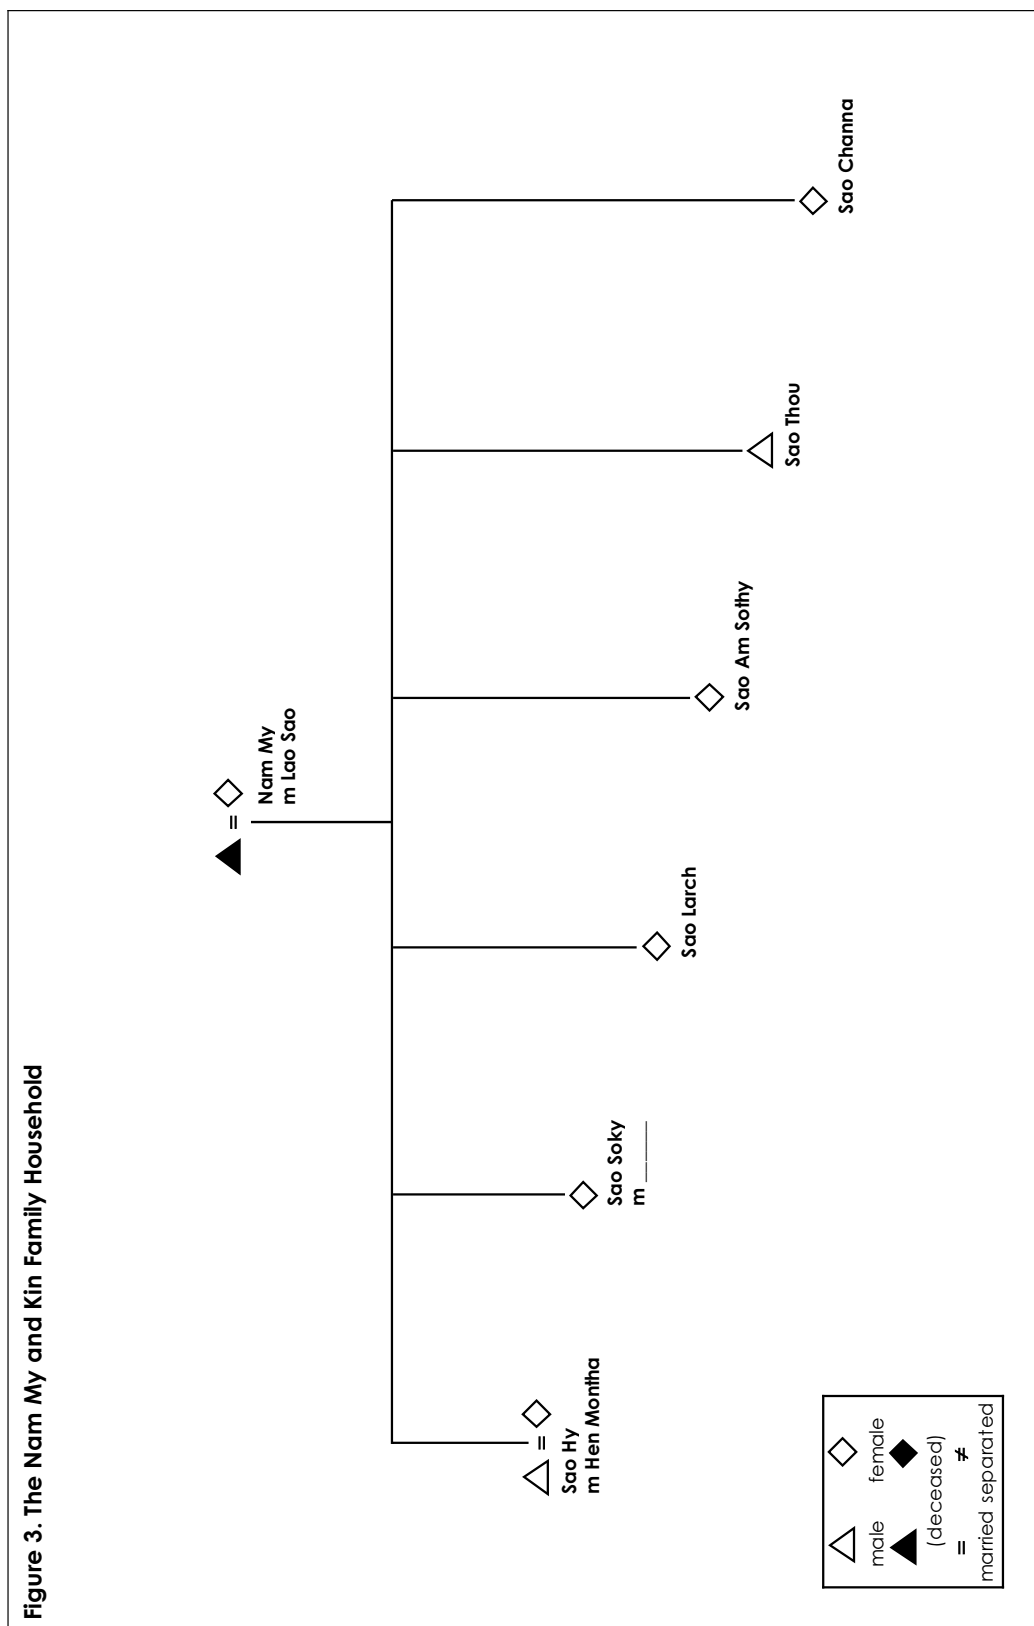 Figure 3. The Nam My and Kin Family Household
=
Nam My
m Lao Sao
=
Sao Hy
m Hen Montha
Sao Soky
m______
Sao Larch
Sao Am Sothy
Sao Thou
Sao Channa
male female
(deceased)
= ≠
married separated